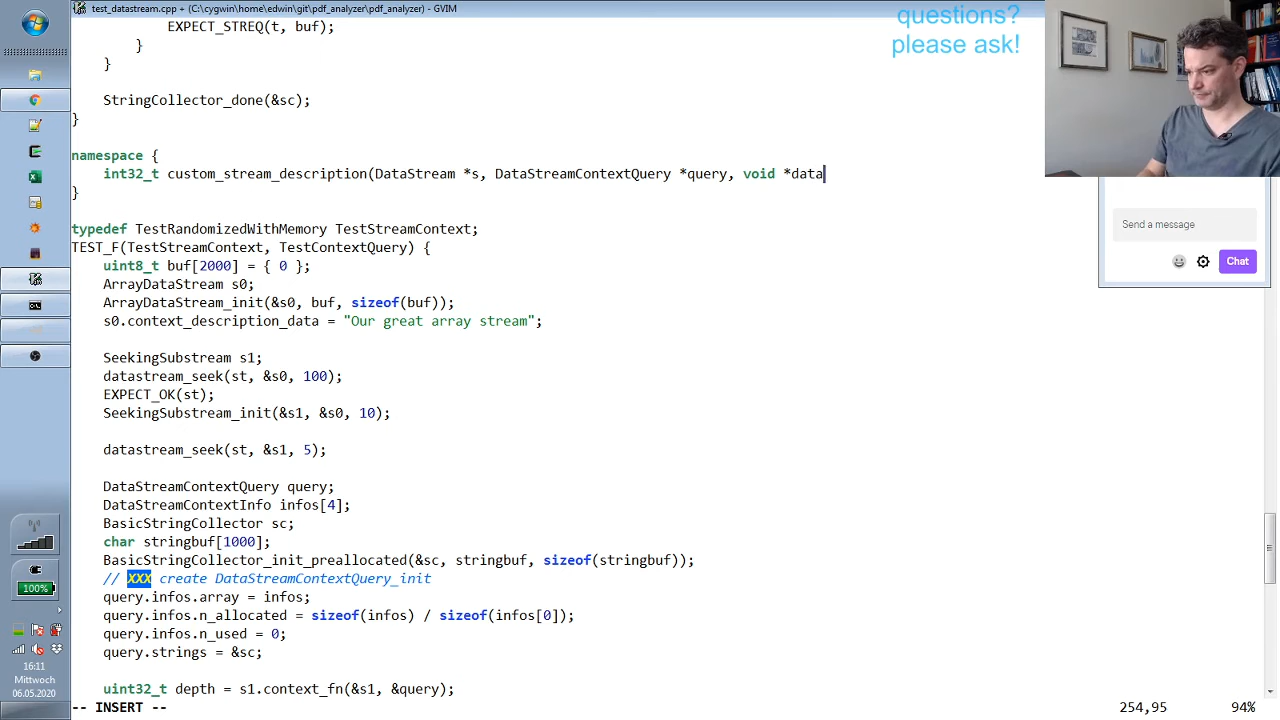 test_datastream.cpp + (C:\cygwin\home\edwin\git\pdf_analyzer\pdf_analyzer) - GVIM
questions?
please ask!
EXPECT_STREQ(t, buf);
}
}
StringCollector_done(&sc);
}
namespace {
int32_t custom_stream_description(DataStream *s, DataStreamContextQuery *query, void *data
}
typedef TestRandomizedWithMemory TestStreamContext;
TEST_F(TestStreamContext, TestContextQuery) {
uint8_t buf[2000] = { 0 };
ArrayDataStream s0;
ArrayDataStream_init(&s0, buf, sizeof(buf));
s0.context_description_data = "Our great array stream";
SeekingSubstream s1;
datastream_seek(st, &s0, 100);
EXPECT_OK(st);
SeekingSubstream_init(&s1, &s0, 10);
datastream_seek(st, &s1, 5);
DataStreamContextQuery query;
DataStreamContextInfo infos[4];
BasicStringCollector sc;
char stringbuf[1000];
BasicStringCollector_init_preallocated(&sc, stringbuf, sizeof(stringbuf));
// XXX create DataStreamContextQuery_init
query.infos.array = infos;
query.infos.n_allocated = sizeof(infos) / sizeof(infos[0]);
query.infos.n_used = 0;
query.strings = &sc;
uint32_t depth = s1.context_fn(&s1, &query);
-- INSERT --
254,95
94%
Send a message
Chat
100%
16:11
Mittwoch
06.05.2020